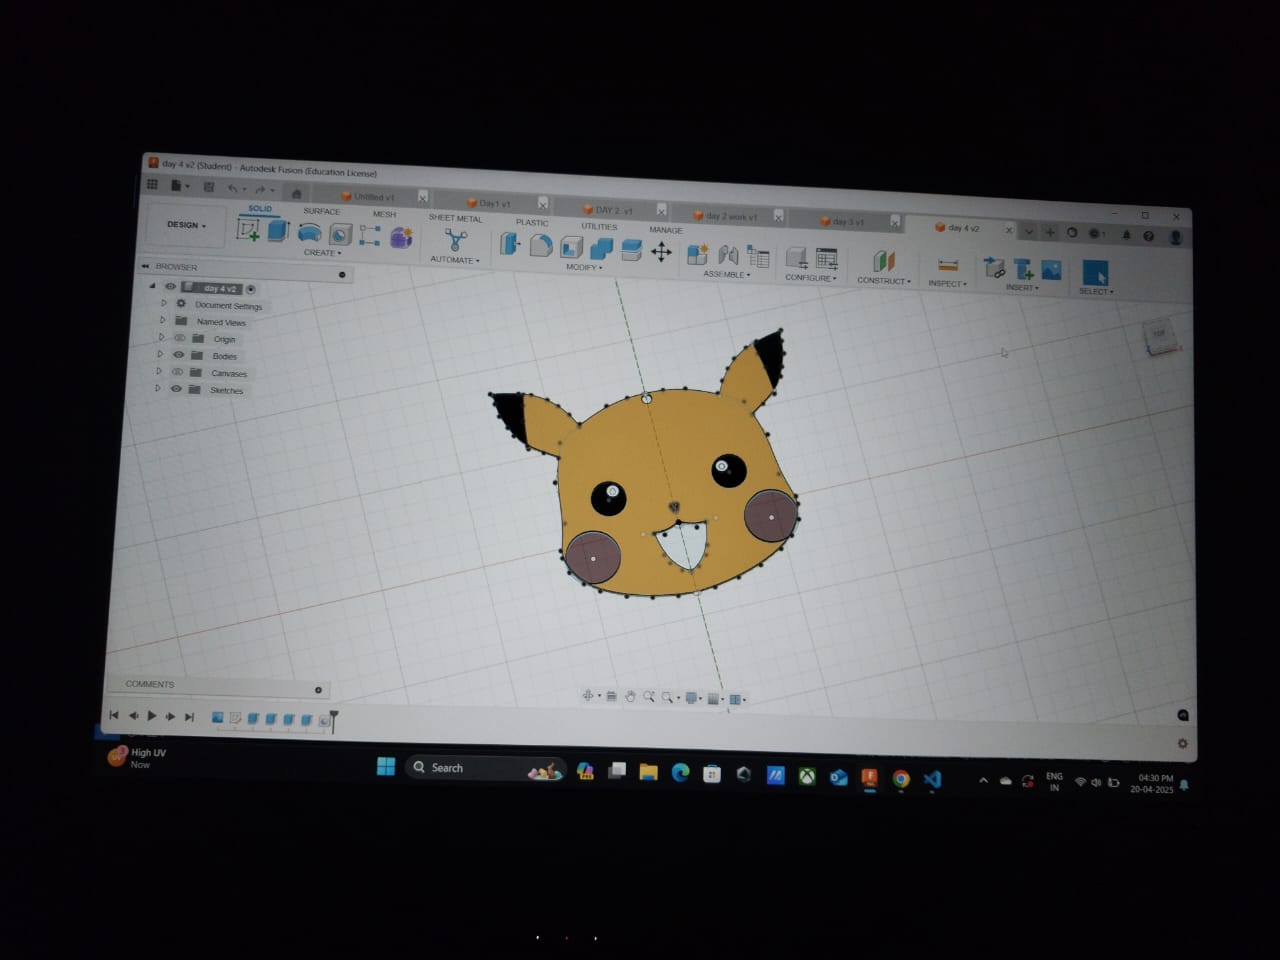 day 4 v2 (Student) - Autodesk Fusion (Education License)
Untitled v1
Day1 v1
DAY 2 v1
day 2 work v1
day 3 v1
day 4 v2
DESIGN
SOLID
SURFACE
MESH
SHEET METAL
PLASTIC
UTILITIES
MANAGE
CREATE
AUTOMATE
MODIFY
ASSEMBLE
CONFIGURE
CONSTRUCT
INSPECT
INSERT
SELECT
BROWSER
day 4 v2
Document Settings
Named Views
Origin
Bodies
Canvases
Sketches
TOP
COMMENTS
High UV
Now
Search
ENG
IN
04:30 PM
20-04-2025